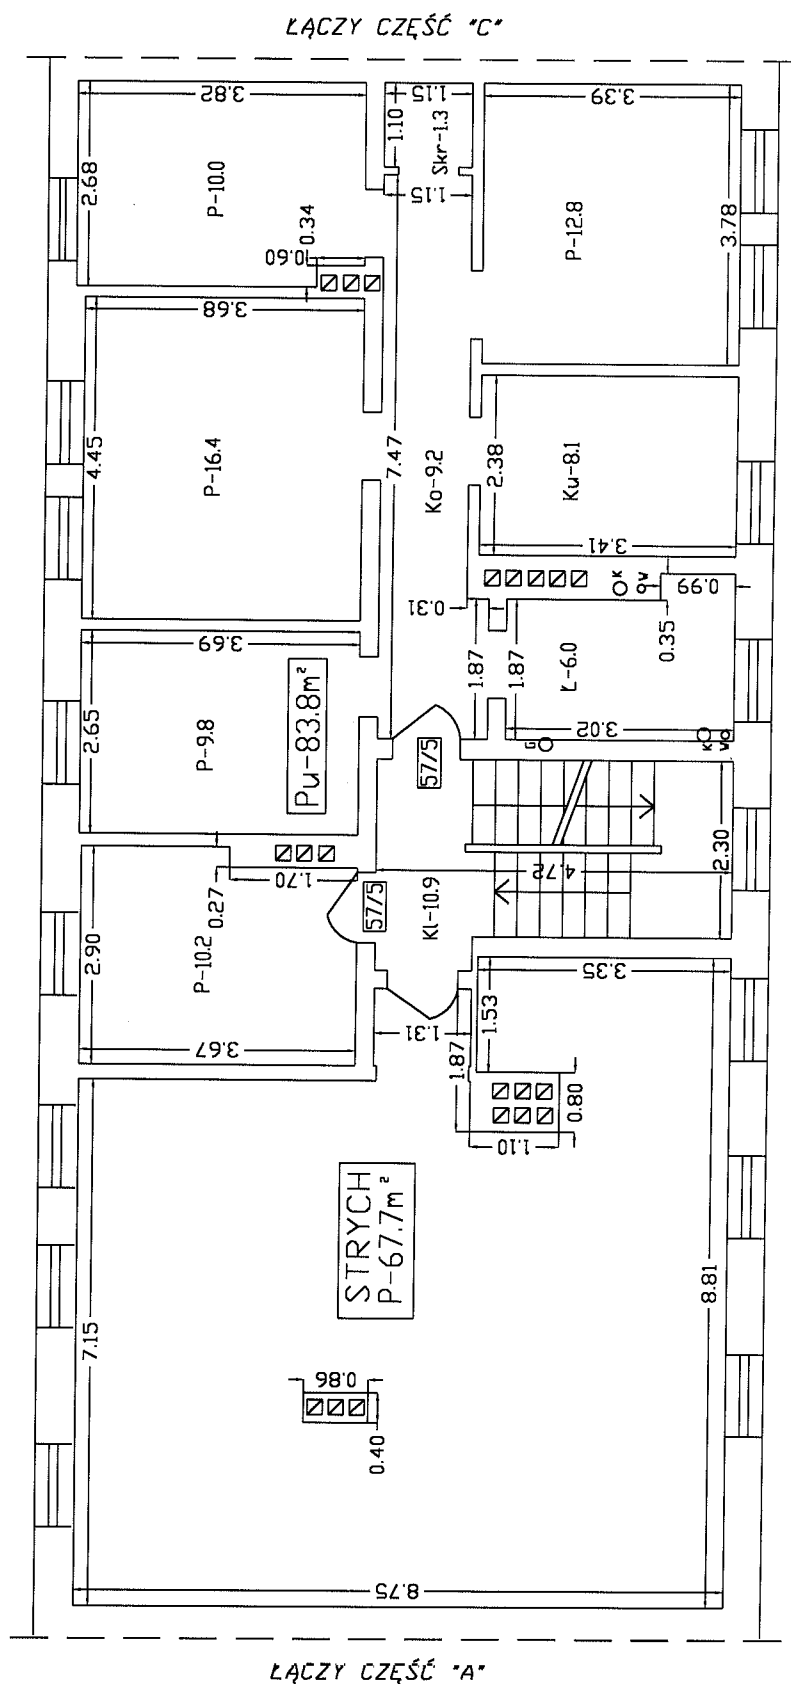 ŁĄCZY CZĘŚĆ "C"
3.82
1.15
3.39
1.10
Skr-1.3
2.68
P-10.0
1.15
P-12.8
3.78
0.34
0.60
3.68
4.45
P-16.4
7.47
Ko-9.2
2.38
Ku-8.1
3.41
K
W
0.99
0.31
0.35
3.69
1.87
1.87
Ł-6.0
2.65
P-9.8
Pu-83.8m²
3.02
G
K
W
57/5
2.30
1.70
4.72
0.27
57/5
Kl-10.9
2.90
P-10.2
3.35
1.53
3.67
1.31
1.87
0.80
1.10
STRYCH
P-67.7m²
7.15
8.81
0.86
0.40
8.75
ŁĄCZY CZĘŚĆ "A"